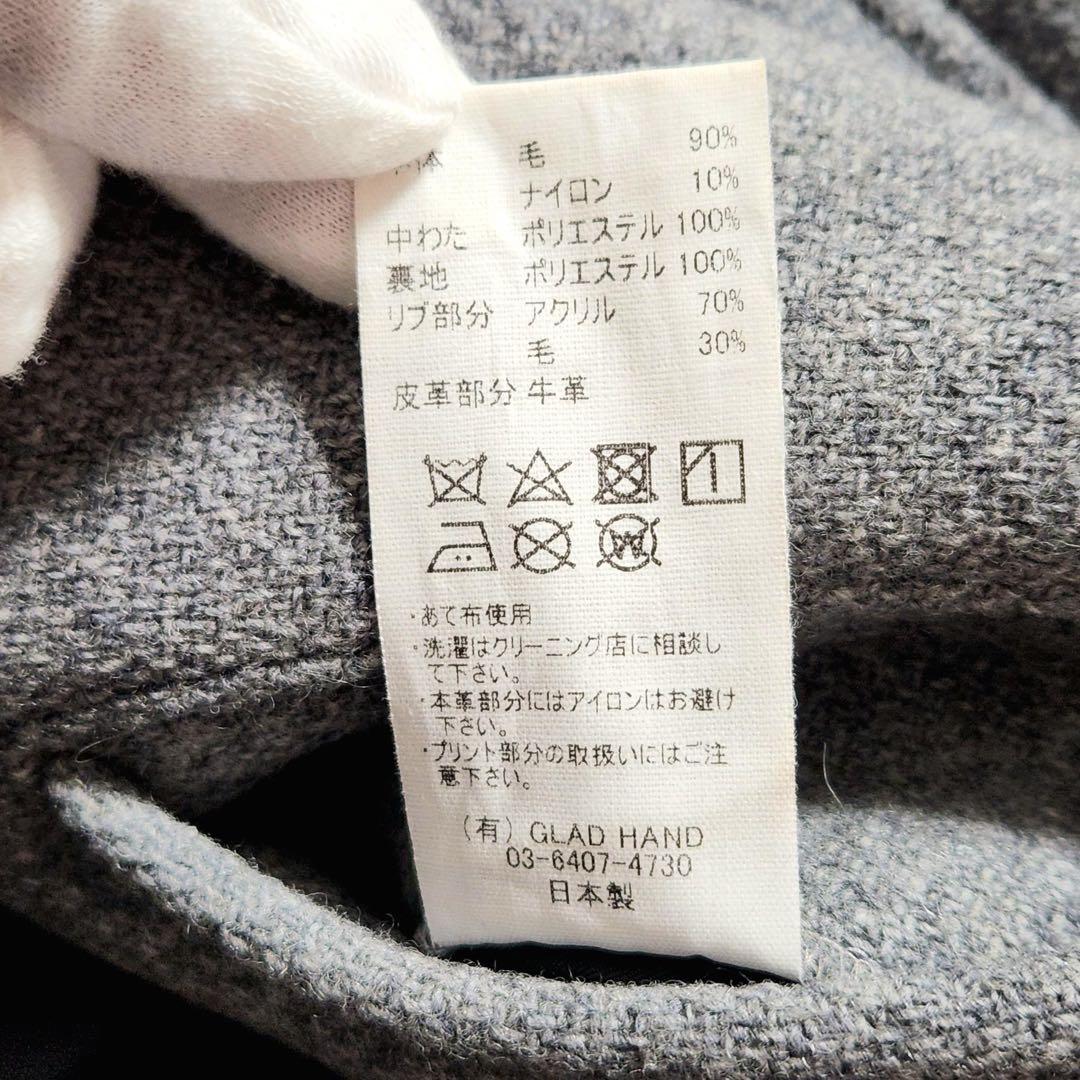 体 毛 90%
ナイロン 10%
中わた ポリエステル 100%
裏地 ポリエステル 100%
リブ部分 アクリル 70%
毛 30%
皮革部分 牛革
W
・あて布使用
・洗濯はクリーニング店に相談し
て下さい。
・本革部分にはアイロンはお避け
下さい。
・プリント部分の取扱いにはご注
意下さい。
(有) GLAD HAND
03-6407-4730
日本製